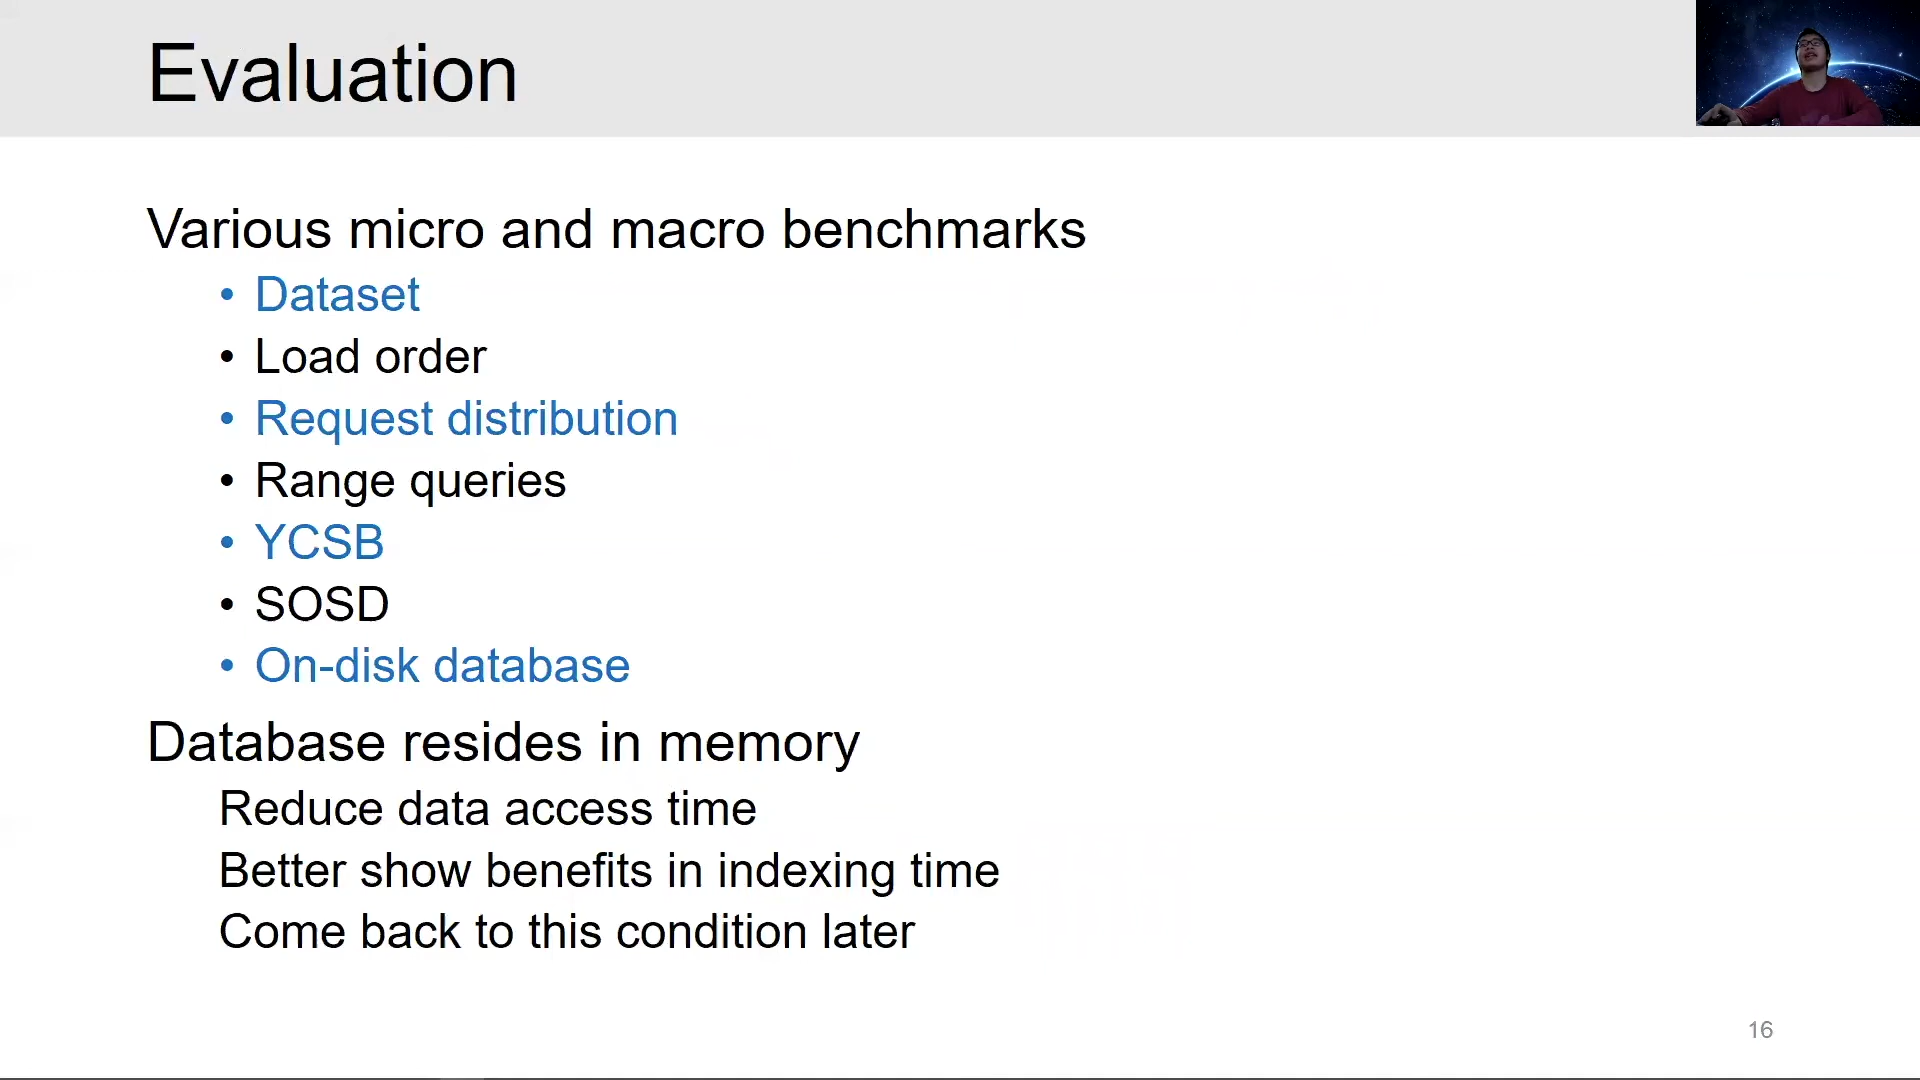 Evaluation
Various micro and macro benchmarks
• Dataset
• Load order
• Request distribution
• Range queries
• YCSB
• SOSD
• On-disk database
Database resides in memory
Reduce data access time
Better show benefits in indexing time
Come back to this condition later
16